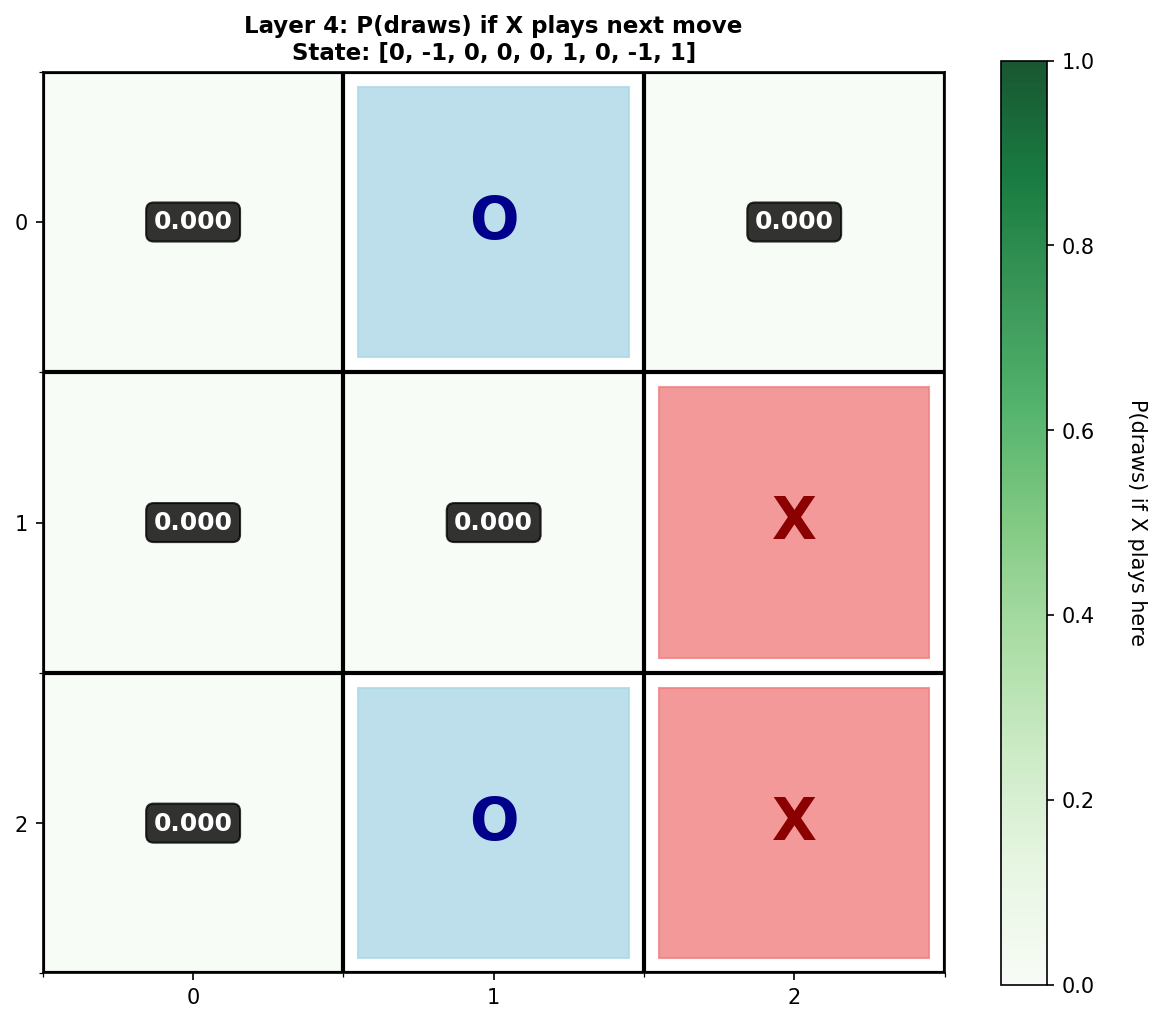 Layer 4: P(draws) if X plays next move
State: [0, -1, 0, 0, 0, 1, 0, -1, 1]
0.000
O
0.000
0.000
0.000
X
0.000
O
X
0
1
2
0
1
2
1.0
0.8
0.6
0.4
0.2
0.0
P(draws) if X plays here